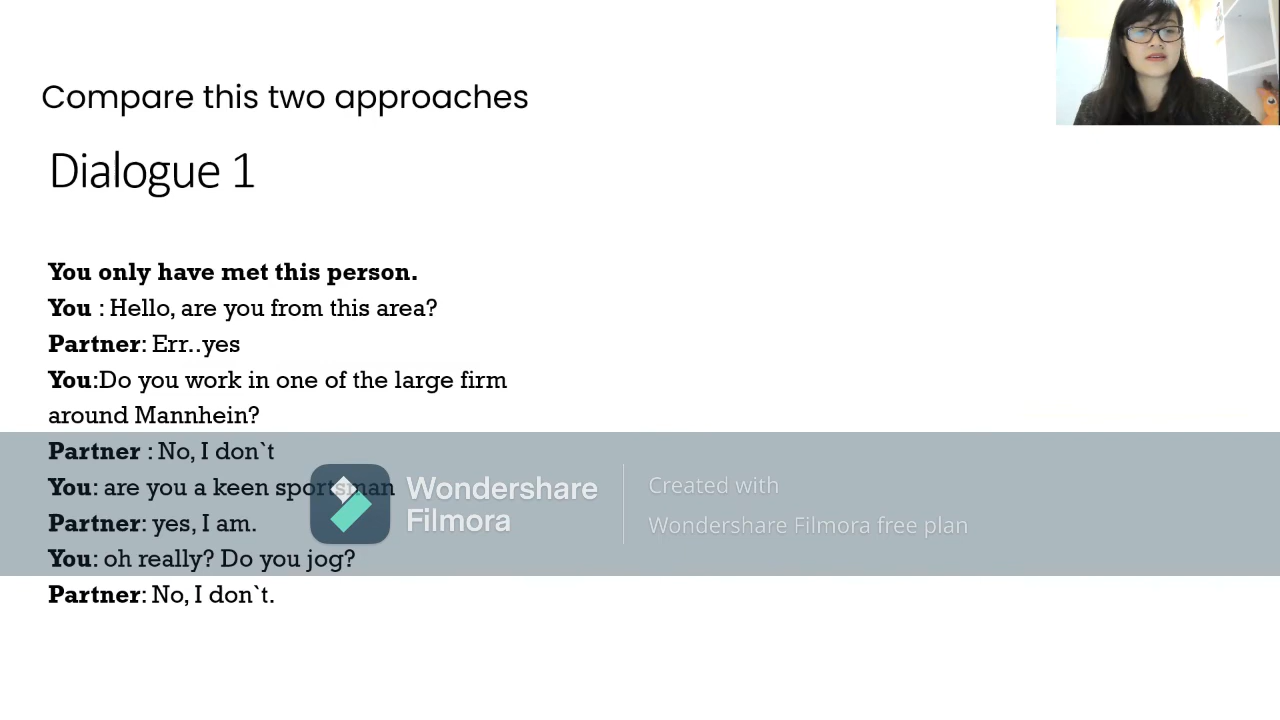 Compare this two approaches
Dialogue 1
You only have met this person.
You : Hello, are you from this area?
Partner: Err..yes
You:Do you work in one of the large firm
around Mannhein?
Partner : No, I don`t
You: are you a keen sportsman
Partner: yes, I am.
You: oh really? Do you jog?
Partner: No, I don`t.
Wondershare
Filmora
Created with
Wondershare Filmora free plan